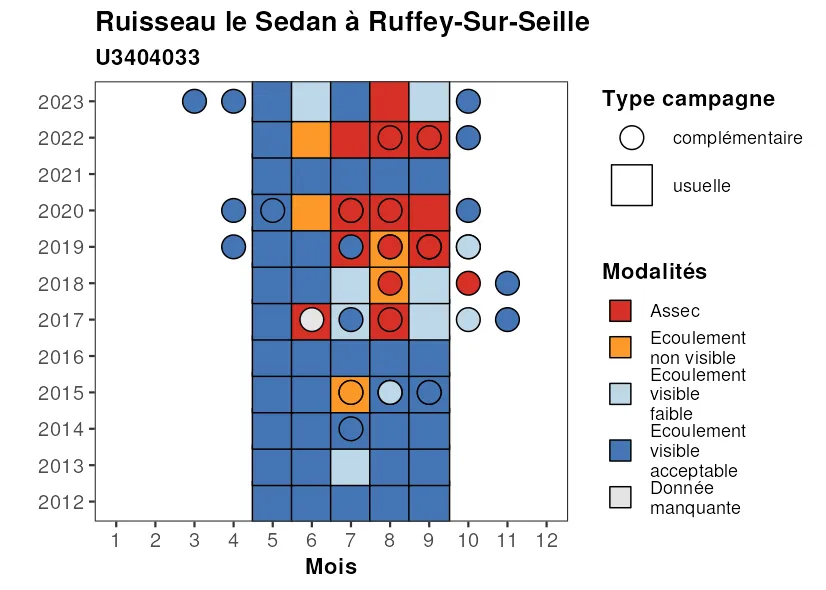 Ruisseau le Sedan à Ruffey-Sur-Seille
U3404033
2023
2022
2021
2020
2019
2018
2017
2016
2015
2014
2013
2012
1 2 3 4 5 6 7 8 9 10 11 12
Mois
Type campagne
complémentaire
usuelle
Modalités
Assec
Ecoulement
non visible
Ecoulement
visible
faible
Ecoulement
visible
acceptable
Donnée
manquante